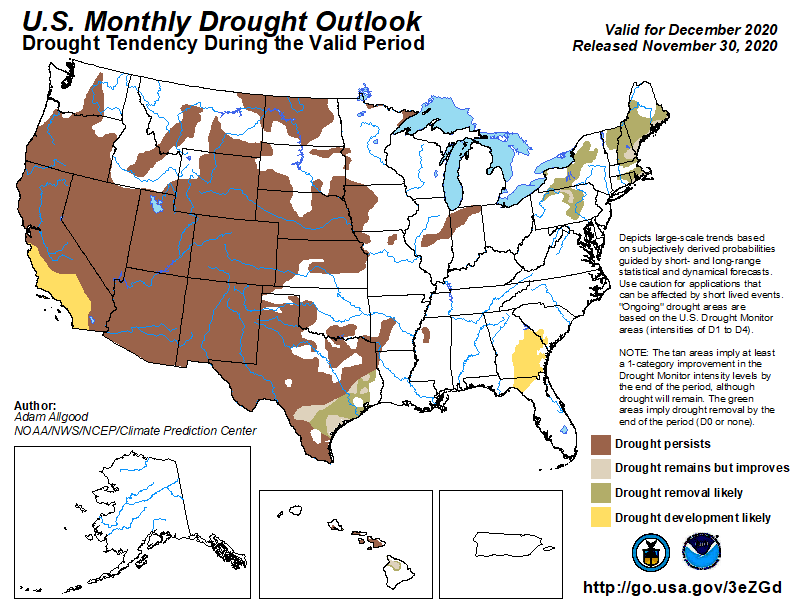 U.S. Monthly Drought Outlook
Drought Tendency During the Valid Period
Valid for December 2020
Released November 30, 2020
Depicts large-scale trends based
on subjectively derived probabilities
guided by short- and long-range
statistical and dynamical forecasts.
Use caution for applications that
can be affected by short lived events.
"Ongoing" drought areas are
based on the U.S. Drought Monitor
areas (intensities of D1 to D4).
NOTE: The tan areas imply at least
a 1-category improvement in the
Drought Monitor intensity levels by
the end of the period, although
drought will remain. The green
areas imply drought removal by the
end of the period (D0 or none).
Author:
Adam Allgood
NOAA/NWS/NCEP/Climate Prediction Center
Drought persists
Drought remains but improves
Drought removal likely
Drought development likely
http://go.usa.gov/3eZGd